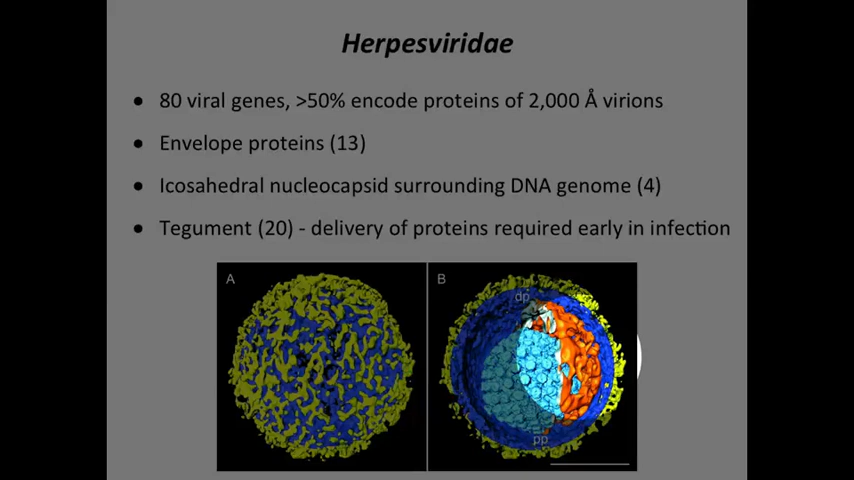 Herpesviridae
● 80 viral genes, >50% encode proteins of 2,000 Å virions
● Envelope proteins (13)
● Icosahedral nucleocapsid surrounding DNA genome (4)
● Tegument (20) - delivery of proteins required early in infection
A B
dp
pp